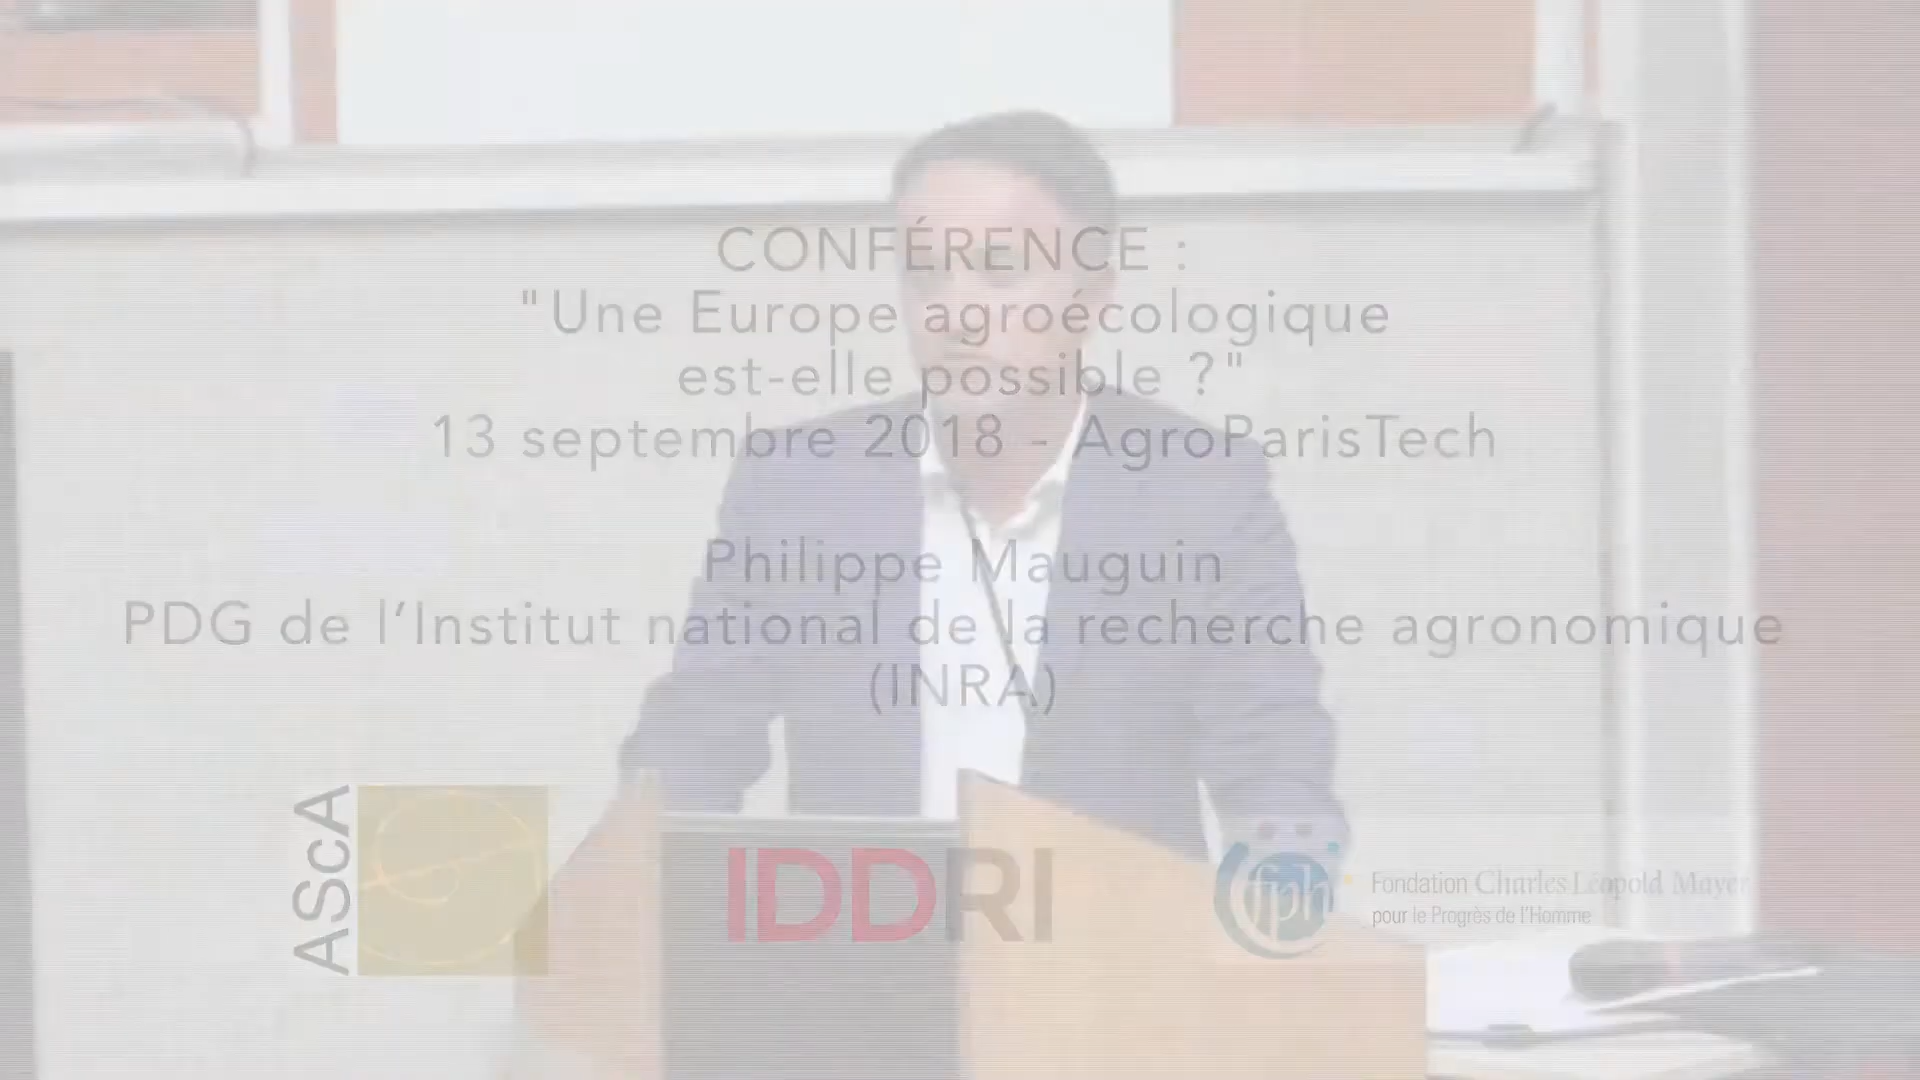 CONFÉRENCE :
"Une Europe agroécologique
est-elle possible ?"
13 septembre 2018 - AgroParisTech
Philippe Mauguin
PDG de l’Institut national de la recherche agronomique
(INRA)
AScA
IDDRI
fph
Fondation Charles Léopold Mayer
pour le Progrès de l'Homme